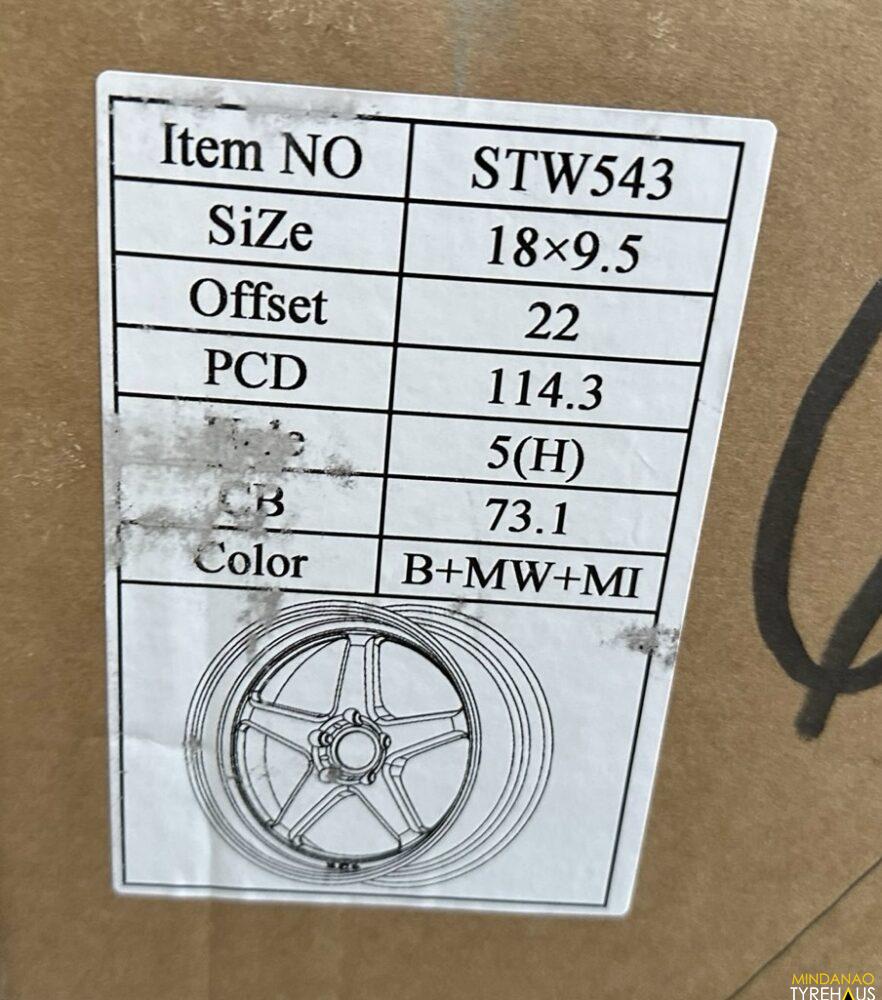 Item NO STW543
SiZe 18×9.5
Offset 22
PCD 114.3
5(H)
CB 73.1
Color B+MW+MI
MINDANAO
TYREHAUS